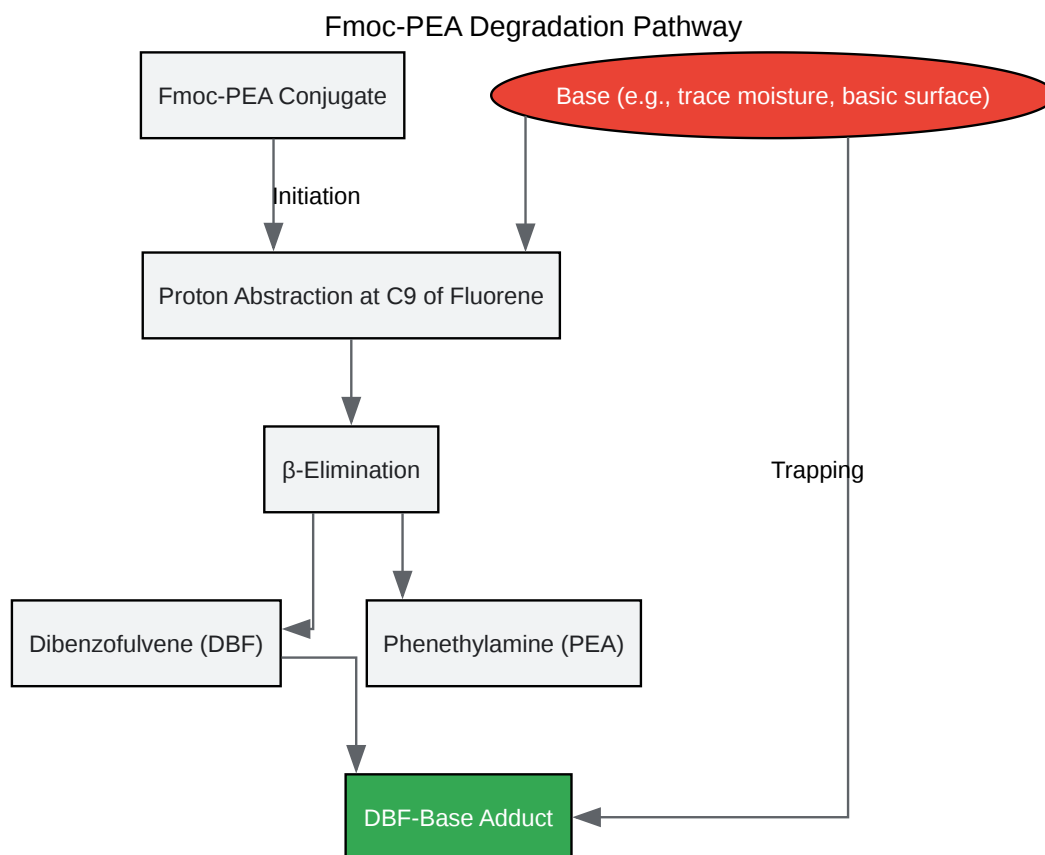 Fmoc-PEA Degradation Pathway
Fmoc-PEA Conjugate
Base (e.g., trace moisture, basic surface)
Initiation
Proton Abstraction at C9 of Fluorene
β-Elimination
Trapping
Dibenzofulvene (DBF)
Phenethylamine (PEA)
DBF-Base Adduct